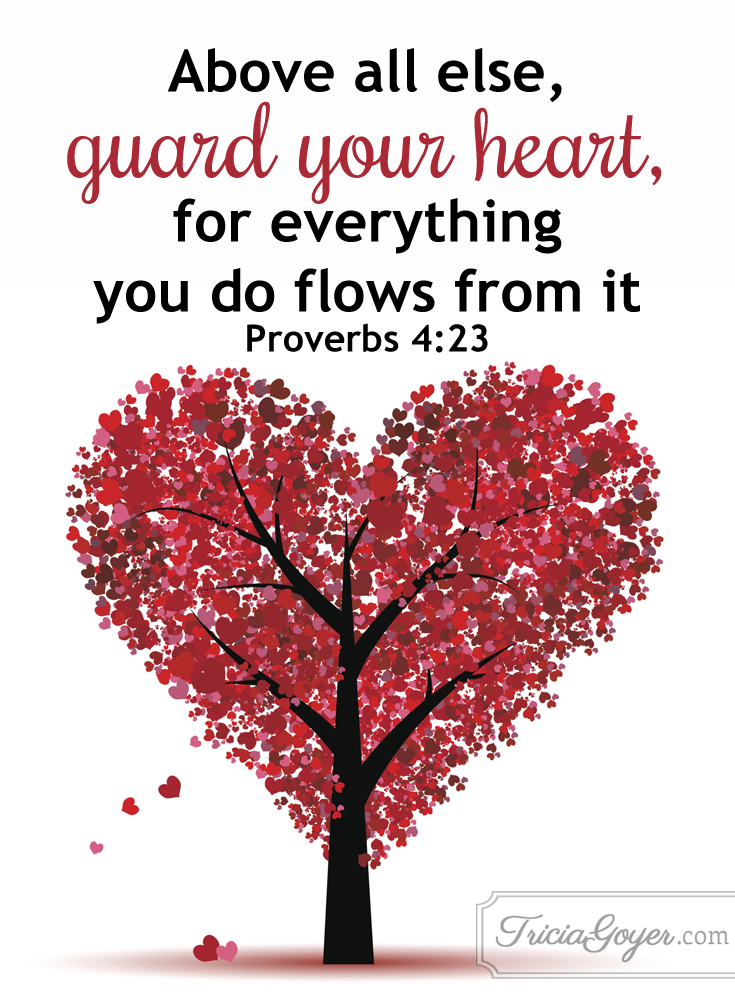 Above all else,
guard your heart,
for everything
you do flows from it
Proverbs 4:23
TriciaGoyer.com